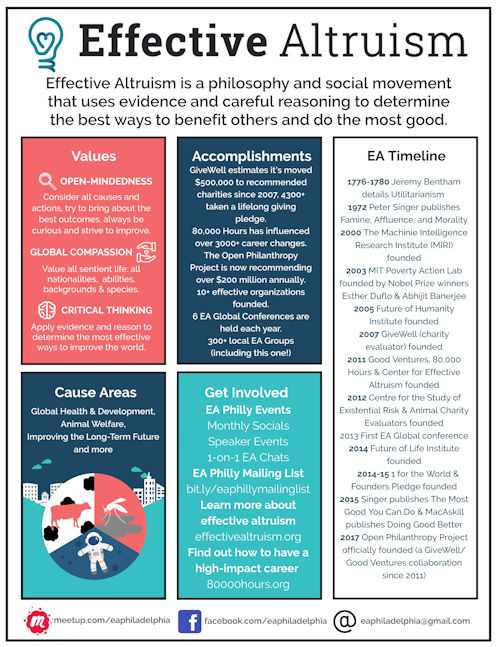 Effective Altruism
Effective Altruism is a philosophy and social movement
that uses evidence and careful reasoning to determine
the best ways to benefit others and do the most good.
Values
OPEN-MINDEDNESS
Consider all causes and
actions, try to bring about the
best outcomes, always be
curious and strive to improve.
GLOBAL COMPASSION
Value all sentient life: all
nationalities, abilities,
backgrounds & species.
CRITICAL THINKING
Apply evidence and reason to
determine the most effective
ways to improve the world.
Accomplishments
GiveWell estimates it's moved
$500,000 to recommended
charities since 2007, 4300+
taken a lifelong giving
pledge.
80,000 Hours has influenced
over 3000+ career changes.
The Open Philanthropy
Project is now recommending
over $200 million annually.
10+ effective organizations
founded.
6 EA Global Conferences are
held each year.
300+ local EA Groups
(including this one!)
EA Timeline
1776-1780 Jeremy Bentham
details Utilitarianism
1972 Peter Singer publishes
Famine, Affluence, and Morality
2000 The Machinie Intelligence
Research Institute (MIRI)
founded
2003 MIT Poverty Action Lab
founded by Nobel Prize winners
Esther Duflo & Abhijit Banerjee
2005 Future of Humanity
Institute founded
2007 GiveWell (charity
evaluator) founded
2011 Good Ventures, 80,000
Hours & Center for Effective
Altruism founded
2012 Centre for the Study of
Existential Risk & Animal Charity
Evaluators founded
2013 First EA Global conference
2014 Future of Life Institute
founded
2014-15 1 for the World &
Founders Pledge founded
2015 Singer publishes The Most
Good You Can Do & MacAskill
publishes Doing Good Better
2017 Open Philanthropy Project
officially founded (a GiveWell/
Good Ventures collaboration
since 2011)
Cause Areas
Global Health & Development,
Animal Welfare,
Improving the Long-Term Future
and more
Get Involved
EA Philly Events
Monthly Socials
Speaker Events
1-on-1 EA Chats
EA Philly Mailing List
bit.ly/eaphillymailinglist
Learn more about
effective altruism
effectivealtruism.org
Find out how to have a
high-impact career
80000hours.org
m
meetup.com/eaphiladelphia
f
facebook.com/eaphiladelphia
@
eaphiladelphia@gmail.com